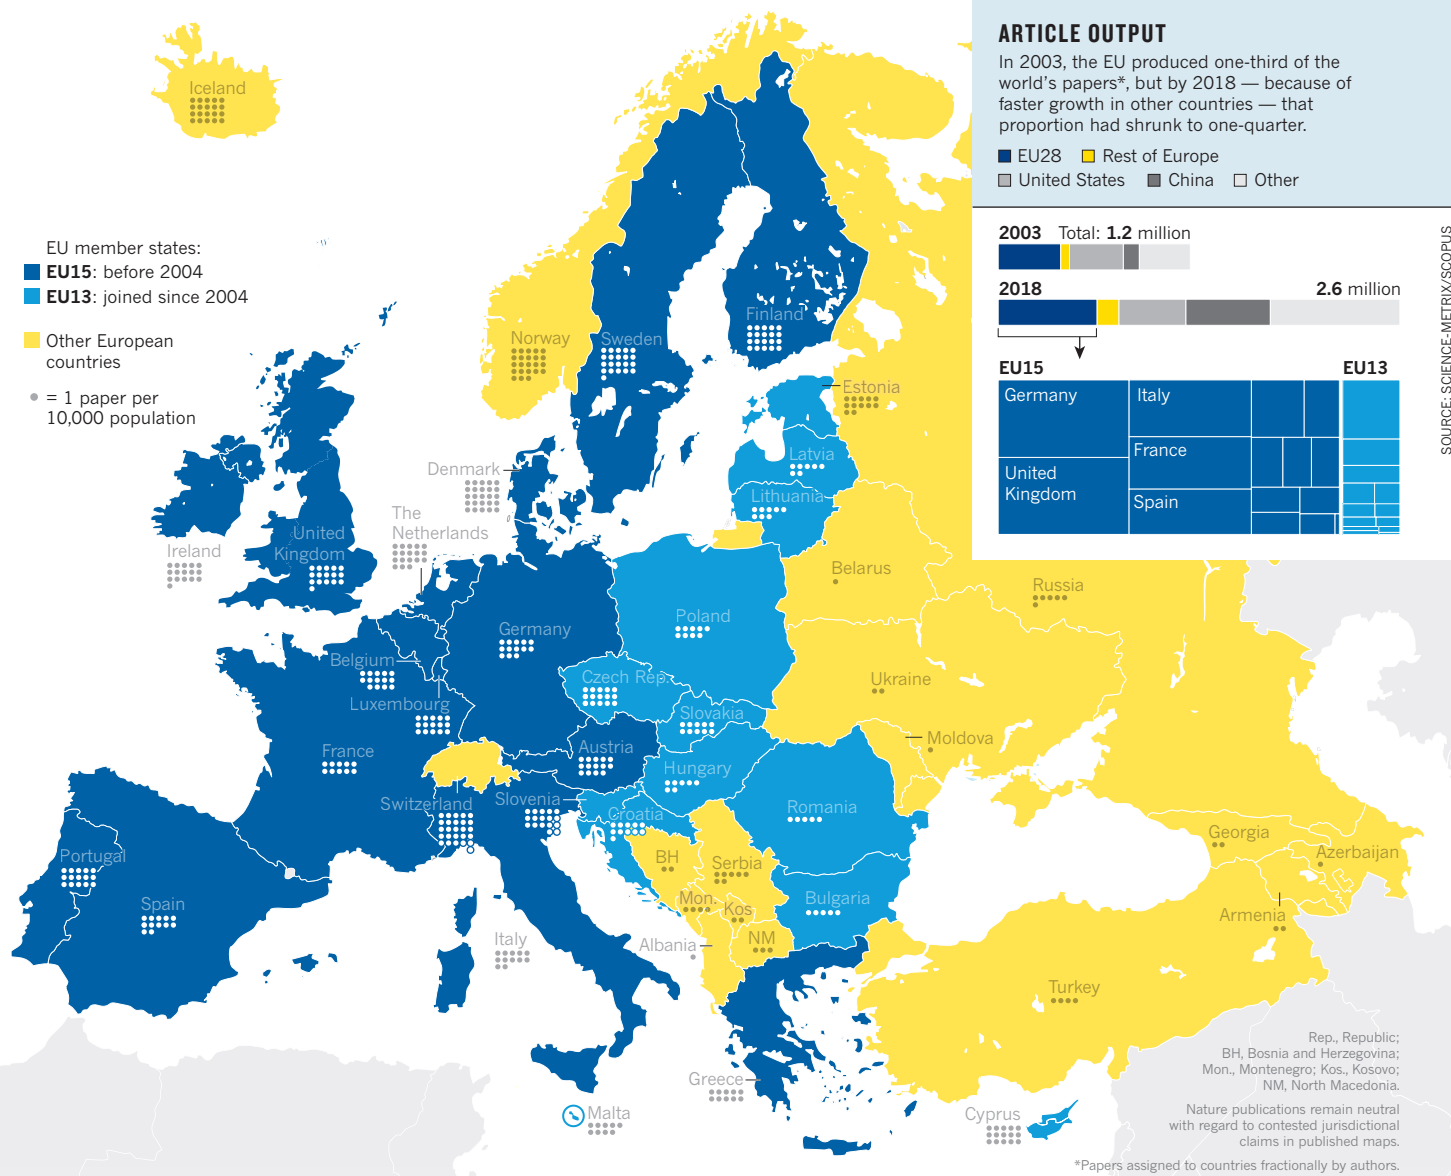 ARTICLE OUTPUT
In 2003, the EU produced one-third of the
world’s papers*, but by 2018 — because of
faster growth in other countries — that
proportion had shrunk to one-quarter.
EU28 Rest of Europe
United States China Other
2003 Total: 1.2 million
2018 2.6 million
EU15 EU13
Germany
Italy
France
United
Kingdom
Spain
SOURCE: SCIENCE-METRIX/SCOPUS
EU member states:
EU15: before 2004
EU13: joined since 2004
Other European
countries
= 1 paper per
10,000 population
Iceland
Norway
Sweden
Finland
Estonia
Latvia
Lithuania
Denmark
The
Netherlands
Ireland
United
Kingdom
Belarus
Russia
Poland
Germany
Belgium
Luxembourg
Czech Rep.
Slovakia
Ukraine
Moldova
France
Austria
Hungary
Switzerland
Slovenia
Croatia
Romania
Georgia
Azerbaijan
Armenia
Portugal
Spain
BH
Serbia
Mon.
Kos
Bulgaria
Italy
Albania
NM
Turkey
Greece
Malta
Cyprus
Rep., Republic;
BH, Bosnia and Herzegovina;
Mon., Montenegro; Kos., Kosovo;
NM, North Macedonia.
Nature publications remain neutral
with regard to contested jurisdictional
claims in published maps.
*Papers assigned to countries fractionally by authors.